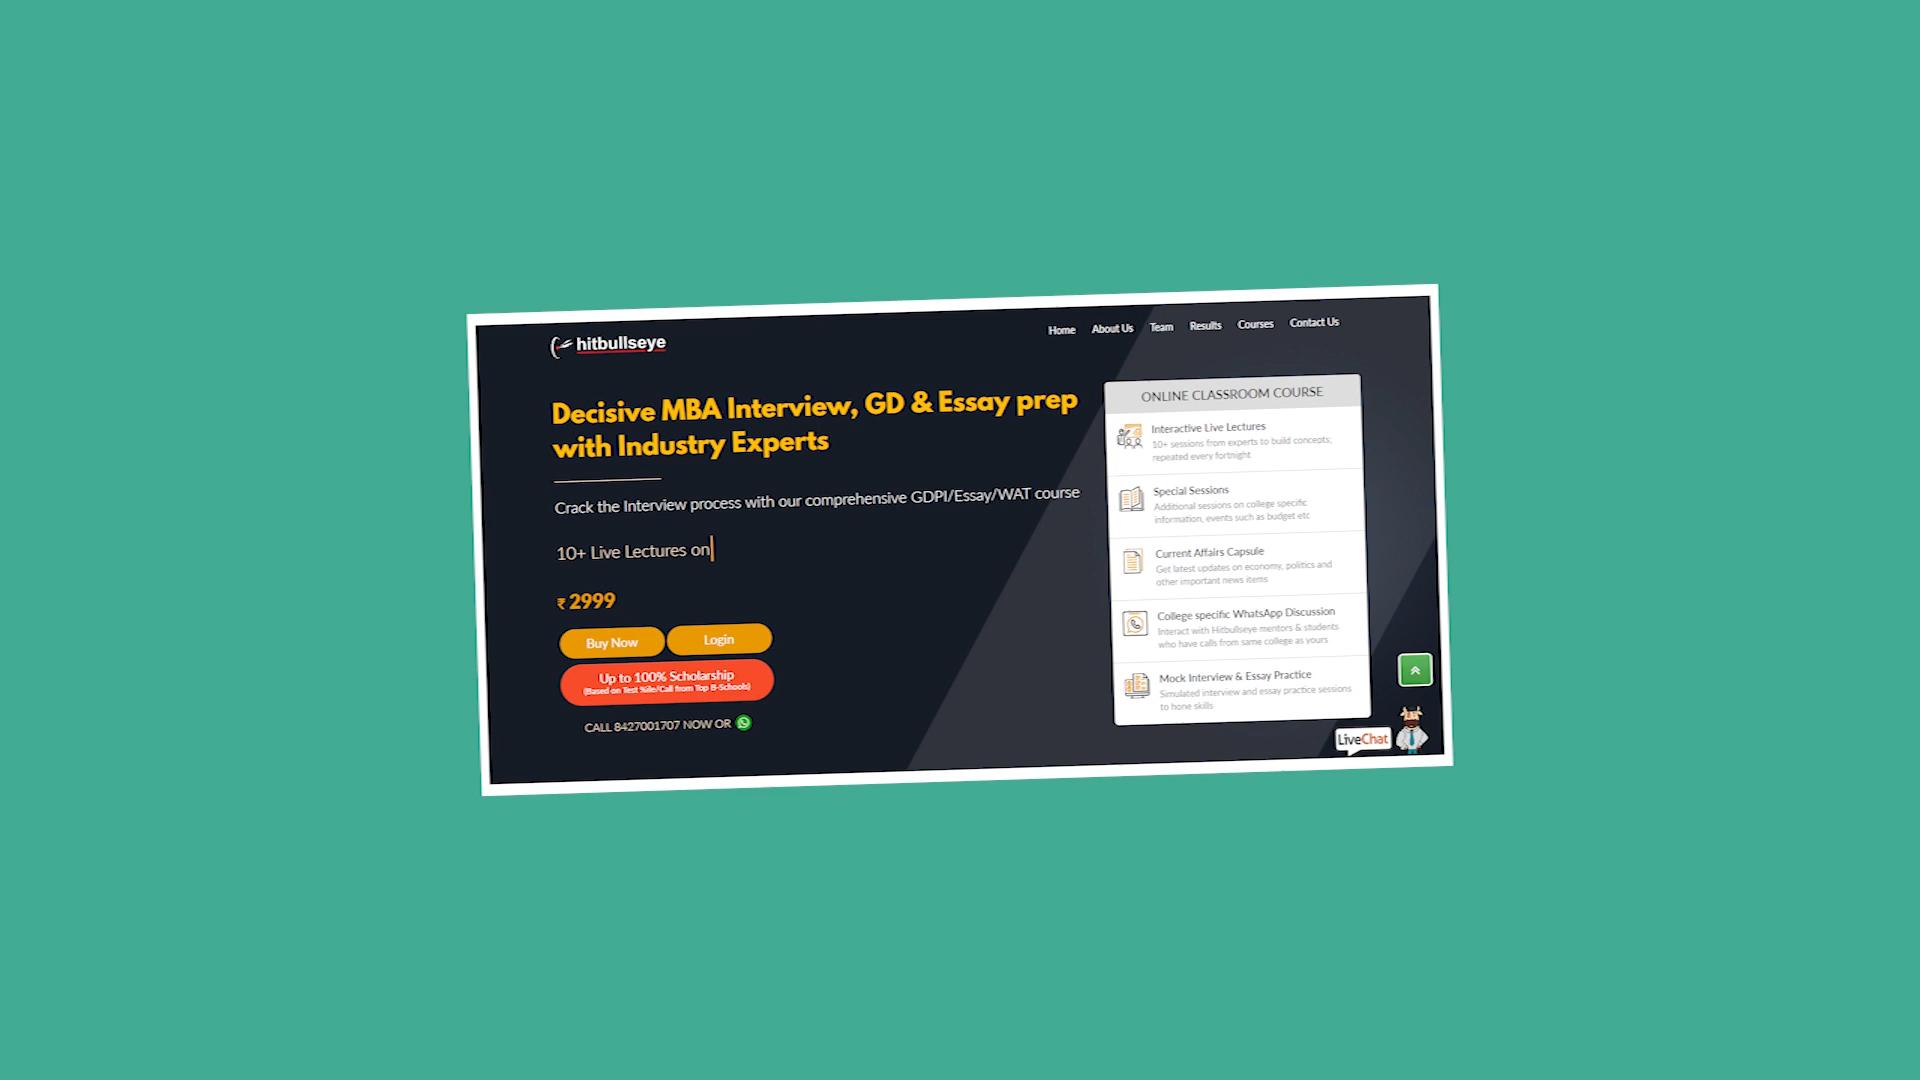 hitbullseye
Home About Us Team Results Courses Contact Us
Decisive MBA Interview, GD & Essay prep
with Industry Experts
Crack the Interview process with our comprehensive GDPI/Essay/WAT course
10+ Live Lectures on
₹ 2999
Buy Now Login
Up to 100% Scholarship
(Based on Test %ile/Call from Top B-Schools)
CALL 8427001707 NOW OR
ONLINE CLASSROOM COURSE
Interactive Live Lectures
10+ sessions from experts to build concepts;
repeated every fortnight
Special Sessions
Additional sessions on college specific
information, events such as budget etc
Current Affairs Capsule
Get latest updates on economy, politics and
other important news items
College specific WhatsApp Discussion
Interact with Hitbullseye mentors & students
who have calls from same college as yours
Mock Interview & Essay Practice
Simulated interview and essay practice sessions
to hone skills
LiveChat